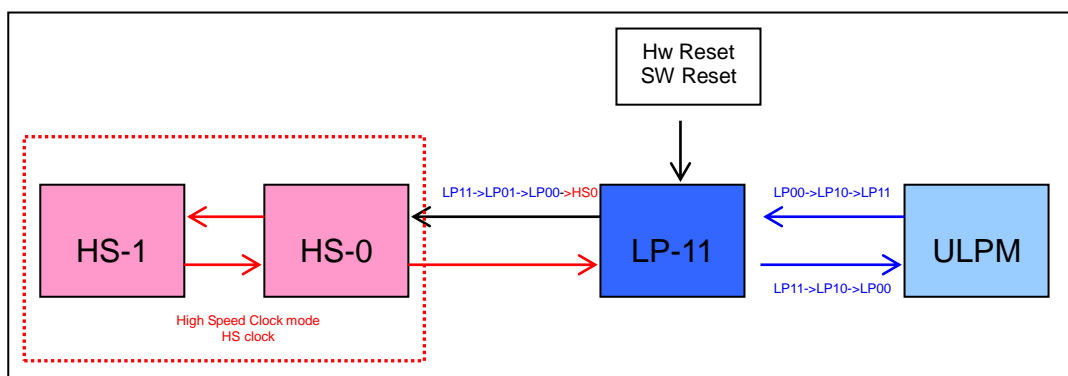 Hw Reset
SW Reset
LP11->LP01->LP00->HS0
LP00->LP10->LP11
HS-1
HS-0
LP-11
ULPM
LP11->LP10->LP00
High Speed Clock mode
HS clock